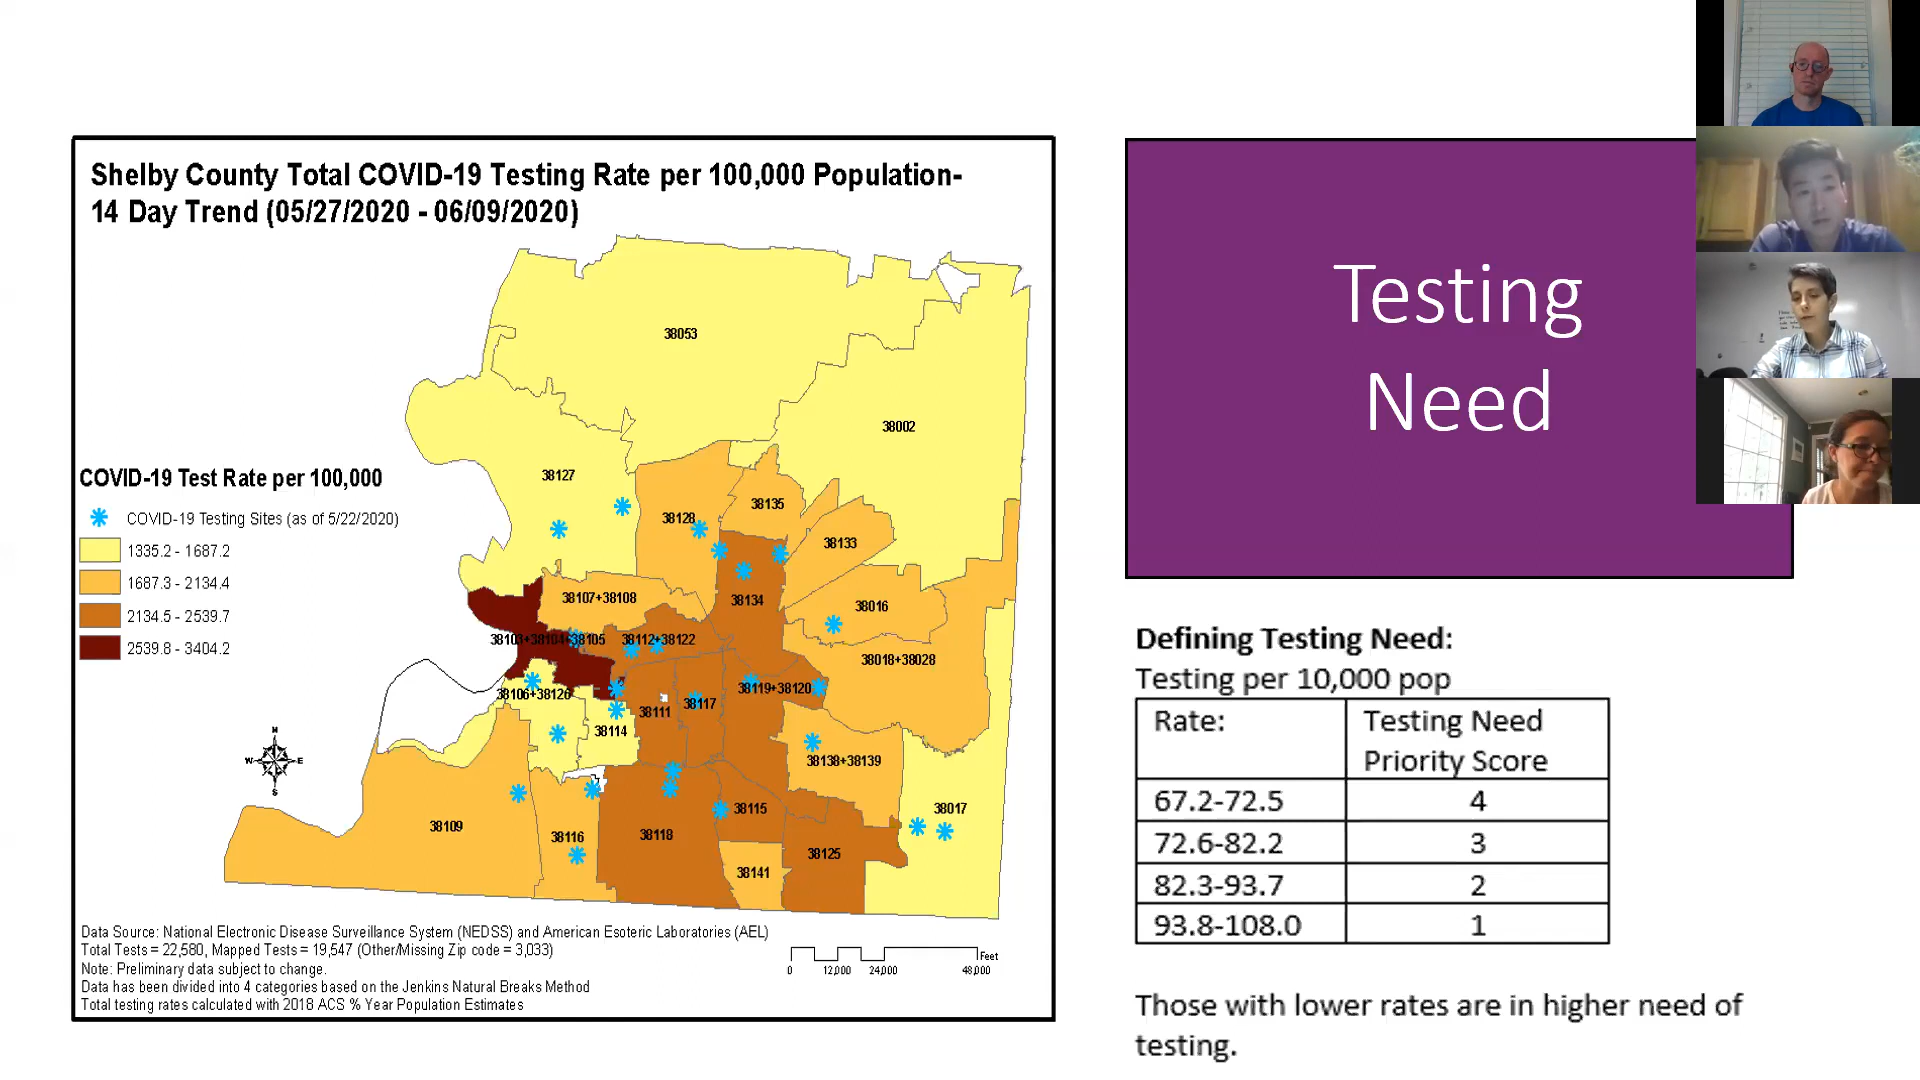 Shelby County Total COVID-19 Testing Rate per 100,000 Population-
14 Day Trend (05/27/2020 - 06/09/2020)
38053
38002
38127
COVID-19 Test Rate per 100,000
COVID-19 Testing Sites (as of 5/22/2020)
1335.2 - 1687.2
1687.3 - 2134.4
2134.5 - 2539.7
2539.8 - 3404.2
38135
38128
38133
38107+38108
38134
38016
38103+38104+38105
38112+38122
38018+38028
38106+38126
38119+38120
38111
38117
38114
38138+38139
38109
38116
38118
38115
38017
38125
38141
N
W E
S
Data Source: National Electronic Disease Surveillance System (NEDSS) and American Esoteric Laboratories (AEL)
Total Tests = 22,580, Mapped Tests = 19,547 (Other/Missing Zip code = 3,033)
Note: Preliminary data subject to change.
Data has been divided into 4 categories based on the Jenkins Natural Breaks Method
Total testing rates calculated with 2018 ACS % Year Population Estimates
Feet
0 12,000 24,000 48,000
Testing
Need
Defining Testing Need:
Testing per 10,000 pop
Rate: Testing Need
Priority Score
67.2-72.5 4
72.6-82.2 3
82.3-93.7 2
93.8-108.0 1
Those with lower rates are in higher need of
testing.